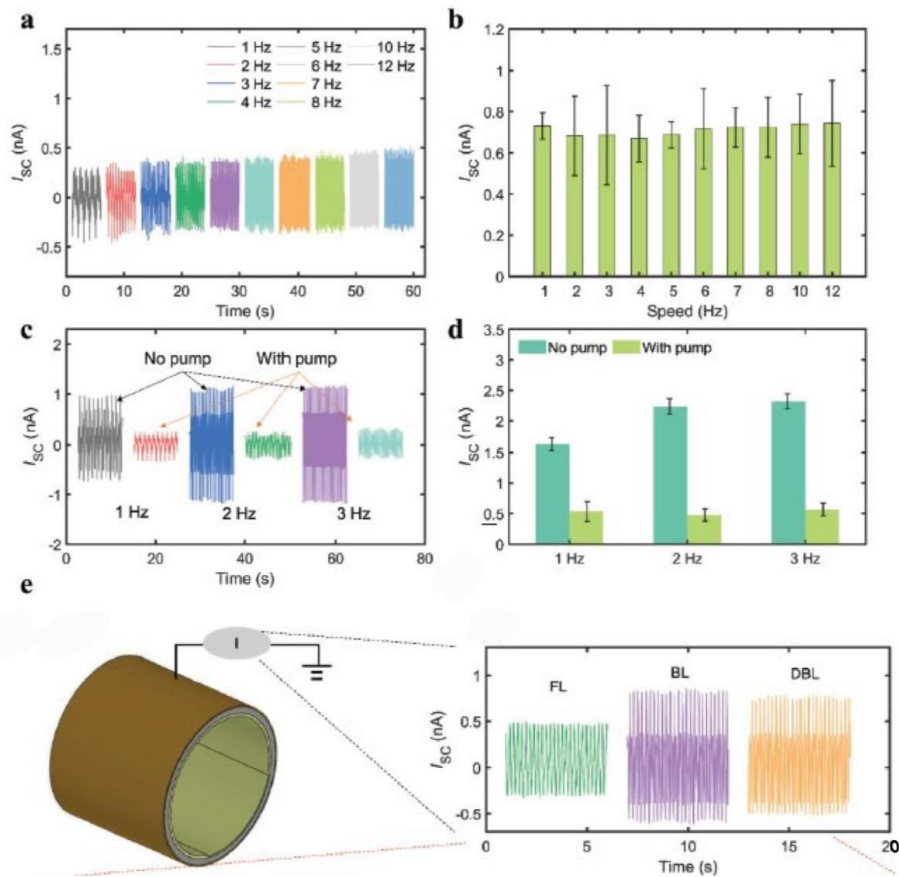 a
1.5
1
0.5
0
-0.5
I_SC (nA)
1 Hz 5 Hz 10 Hz
2 Hz 6 Hz 12 Hz
3 Hz 7 Hz
4 Hz 8 Hz
0 10 20 30 40 50 60
Time (s)
b
1.2
1
0.8
0.6
0.4
0.2
0
I_SC (nA)
1 2 3 4 5 6 7 8 10 12
Speed (Hz)
c
2
1
0
-1
-2
I_SC (nA)
No pump With pump
1 Hz 2 Hz 3 Hz
0 20 40 60 80
Time (s)
d
3.5
3
2.5
2
1.5
1
0.5
0
I_SC (nA)
No pump With pump
1 Hz 2 Hz 3 Hz
e
I
1
0.5
0
-0.5
I_SC (nA)
FL BL DBL
0 5 10 15 20
Time (s)